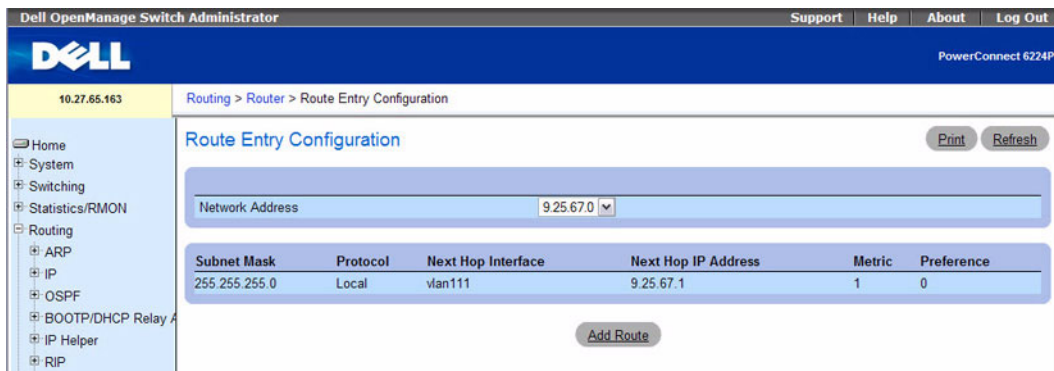 Dell OpenManage Switch Administrator
Support Help About Log Out
DELL
PowerConnect 6224P
10.27.65.163
Routing > Router > Route Entry Configuration
Home
System
Switching
Statistics/RMON
Routing
ARP
IP
OSPF
BOOTP/DHCP Relay A
IP Helper
RIP
Route Entry Configuration
Print Refresh
Network Address 9.25.67.0
Subnet Mask Protocol Next Hop Interface Next Hop IP Address Metric Preference
255.255.255.0 Local vlan111 9.25.67.1 1 0
Add Route